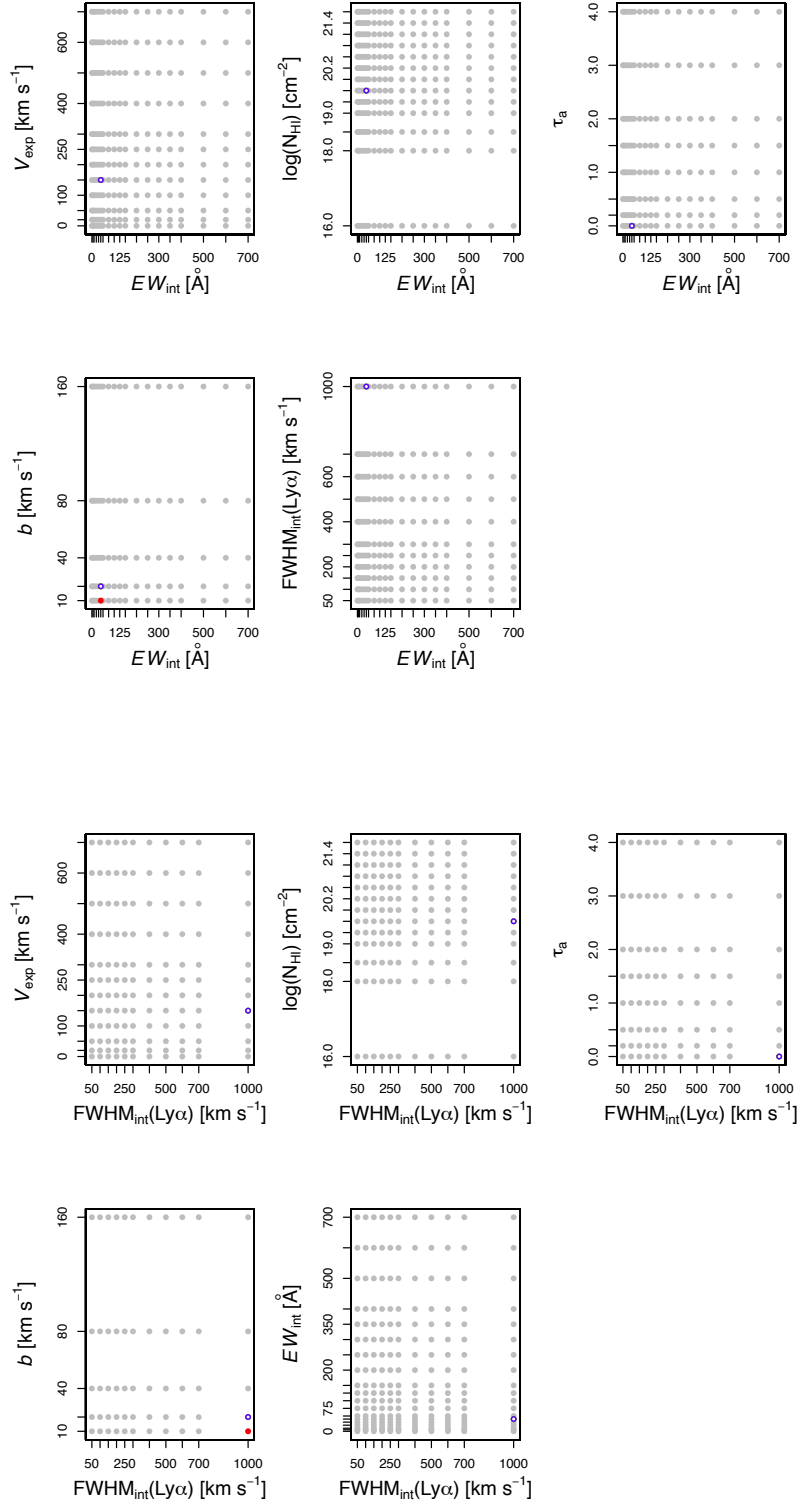 0 100 250 400 600
V_exp [km s⁻¹]
0 125 300 500 700
EW_int [Å]
16.0 18.0 19.0 20.2 21.4
log(N_HI) [cm⁻²]
0 125 300 500 700
EW_int [Å]
0.0 1.0 2.0 3.0 4.0
τ_a
0 125 300 500 700
EW_int [Å]
10 40 80 160
b [km s⁻¹]
0 125 300 500 700
EW_int [Å]
50 200 400 600 1000
FWHM_int(Lyα) [km s⁻¹]
0 125 300 500 700
EW_int [Å]
0 100 250 400 600
V_exp [km s⁻¹]
50 250 500 700 1000
FWHM_int(Lyα) [km s⁻¹]
16.0 18.0 19.0 20.2 21.4
log(N_HI) [cm⁻²]
50 250 500 700 1000
FWHM_int(Lyα) [km s⁻¹]
0.0 1.0 2.0 3.0 4.0
τ_a
50 250 500 700 1000
FWHM_int(Lyα) [km s⁻¹]
10 40 80 160
b [km s⁻¹]
50 250 500 700 1000
FWHM_int(Lyα) [km s⁻¹]
0 75 200 350 500 700
EW_int [Å]
50 250 500 700 1000
FWHM_int(Lyα) [km s⁻¹]